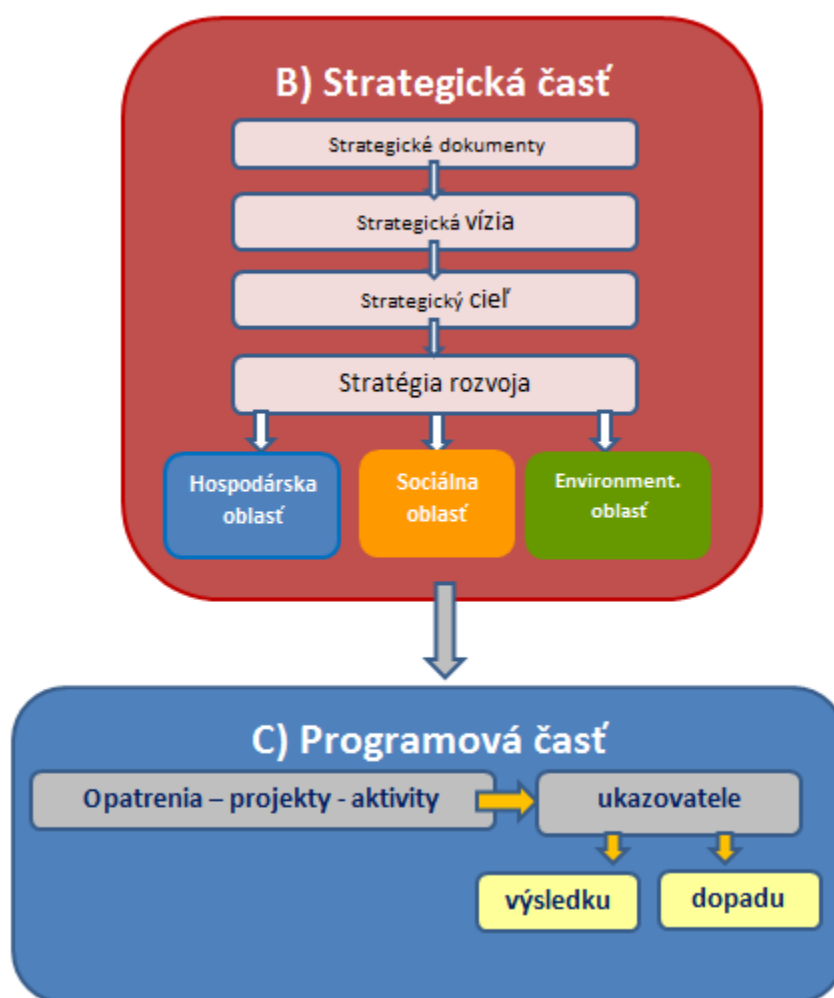 B) Strategická časť
Strategické dokumenty
Strategická vízia
Strategický cieľ
Stratégia rozvoja
Hospodárska
oblasť
Sociálna
oblasť
Environment.
oblasť
C) Programová časť
Opatrenia – projekty - aktivity
ukazovatele
výsledku
dopadu